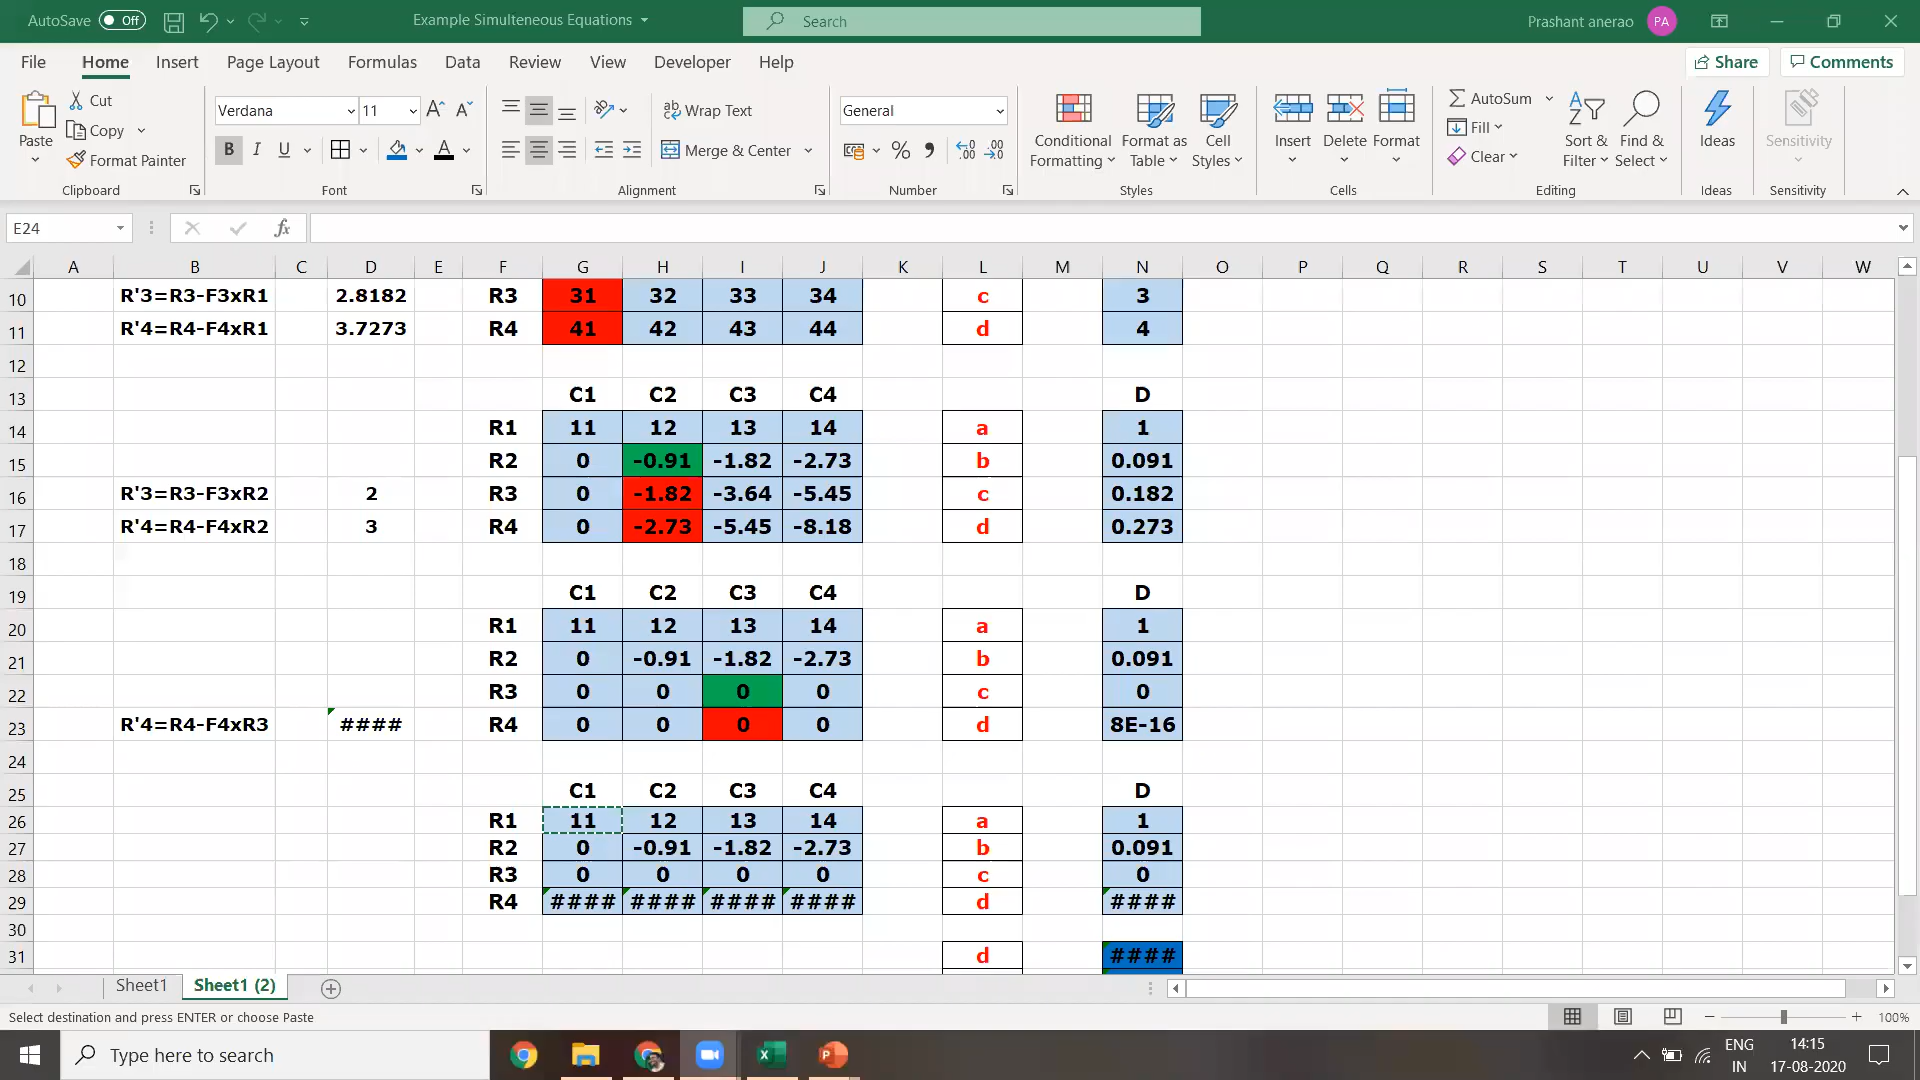 AutoSave Off Example Simulteneous Equations Search Prashant anerao PA
File Home Insert Page Layout Formulas Data Review View Developer Help Share Comments
Paste Cut Copy Format Painter Clipboard
Verdana 11 B I U A Font
Wrap Text Merge & Center Alignment
General % Number
Conditional Formatting Format as Table Cell Styles Styles
Insert Delete Format Cells
AutoSum Fill Clear Sort & Filter Find & Select Editing
Ideas Ideas
Sensitivity Sensitivity
E24 fx
A B C D E F G H I J K L M N O P Q R S T U V W
10 R'3=R3-F3xR1 2.8182 R3 31 32 33 34 c 3
11 R'4=R4-F4xR1 3.7273 R4 41 42 43 44 d 4
12
13 C1 C2 C3 C4 D
14 R1 11 12 13 14 a 1
15 R2 0 -0.91 -1.82 -2.73 b 0.091
16 R'3=R3-F3xR2 2 R3 0 -1.82 -3.64 -5.45 c 0.182
17 R'4=R4-F4xR2 3 R4 0 -2.73 -5.45 -8.18 d 0.273
18
19 C1 C2 C3 C4 D
20 R1 11 12 13 14 a 1
21 R2 0 -0.91 -1.82 -2.73 b 0.091
22 R3 0 0 0 0 c 0
23 R'4=R4-F4xR3 #### R4 0 0 0 0 d 8E-16
24
25 C1 C2 C3 C4 D
26 R1 11 12 13 14 a 1
27 R2 0 -0.91 -1.82 -2.73 b 0.091
28 R3 0 0 0 0 c 0
29 R4 #### #### #### #### d ####
30
31 d ####
Sheet1 Sheet1 (2)
Select destination and press ENTER or choose Paste 100%
Type here to search ENG 14:15
IN 17-08-2020